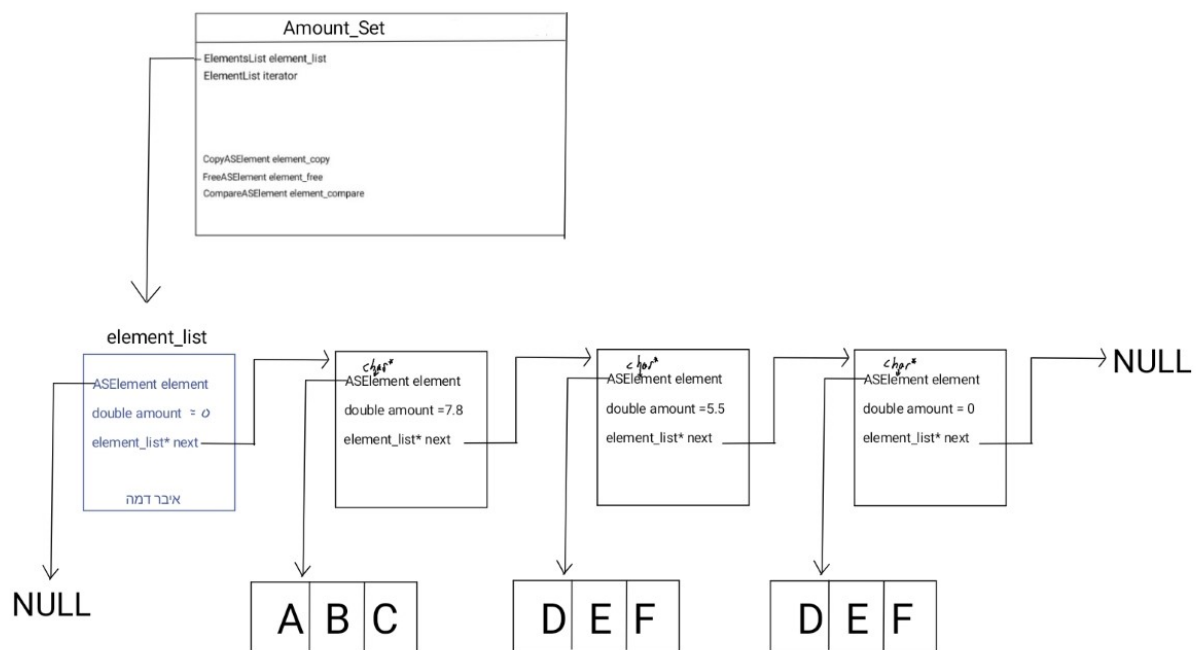 Amount_Set
ElementsList element_list
ElementList iterator
CopyASElement element_copy
FreeASElement element_free
CompareASElement element_compare
element_list
ASElement element
double amount = 0
element_list* next
איבר דמה
NULL
char*
ASElement element
double amount =7.8
element_list* next
A B C
char*
ASElement element
double amount =5.5
element_list* next
D E F
char*
ASElement element
double amount = 0
element_list* next
D E F
NULL